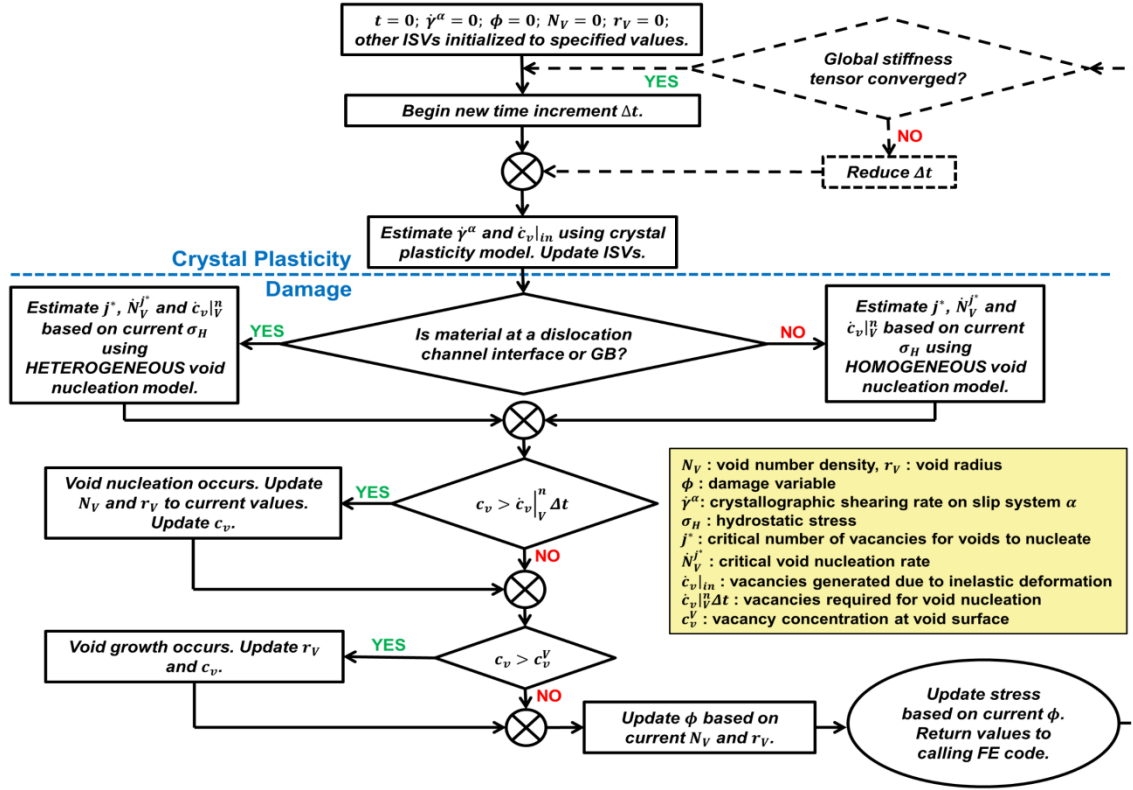 t = 0; γ̇^α = 0; ϕ = 0; N_V = 0; r_V = 0;
other ISVs initialized to specified values.
Global stiffness
tensor converged?
YES
Begin new time increment Δt.
NO
Reduce Δt
Estimate γ̇^α and ċ_v|_in using crystal
plasticity model. Update ISVs.
Crystal Plasticity
Damage
Estimate j*, Ṅ_V^{j*} and ċ_v|_V^n
based on current σ_H
using
HETEROGENEOUS void
nucleation model.
YES
Is material at a dislocation
channel interface or GB?
NO
Estimate j*, Ṅ_V^{j*} and
ċ_v|_V^n based on current
σ_H using
HOMOGENEOUS void
nucleation model.
Void nucleation occurs. Update
N_V and r_V to current values.
Update c_v.
YES
c_v > ċ_v|_V^n Δt
NO
N_V : void number density, r_V : void radius
ϕ : damage variable
γ̇^α: crystallographic shearing rate on slip system α
σ_H : hydrostatic stress
j* : critical number of vacancies for voids to nucleate
Ṅ_V^{j*} : critical void nucleation rate
ċ_v|_in : vacancies generated due to inelastic deformation
ċ_v|_V^n Δt : vacancies required for void nucleation
c_v^V : vacancy concentration at void surface
Void growth occurs. Update r_V
and c_v.
YES
c_v > c_v^V
NO
Update ϕ based on
current N_V and r_V.
Update stress
based on current ϕ.
Return values to
calling FE code.